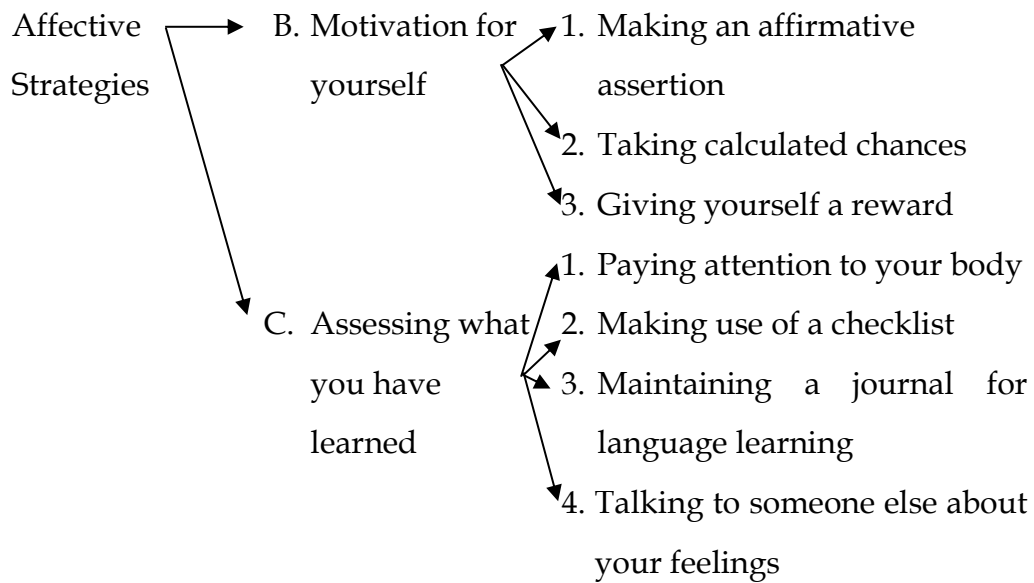 Affective B. Motivation for 1. Making an affirmative
Strategies yourself assertion
2. Taking calculated chances
3. Giving yourself a reward
1. Paying attention to your body
C. Assessing what 2. Making use of a checklist
you have 3. Maintaining a journal for
learned language learning
4. Talking to someone else about
your feelings